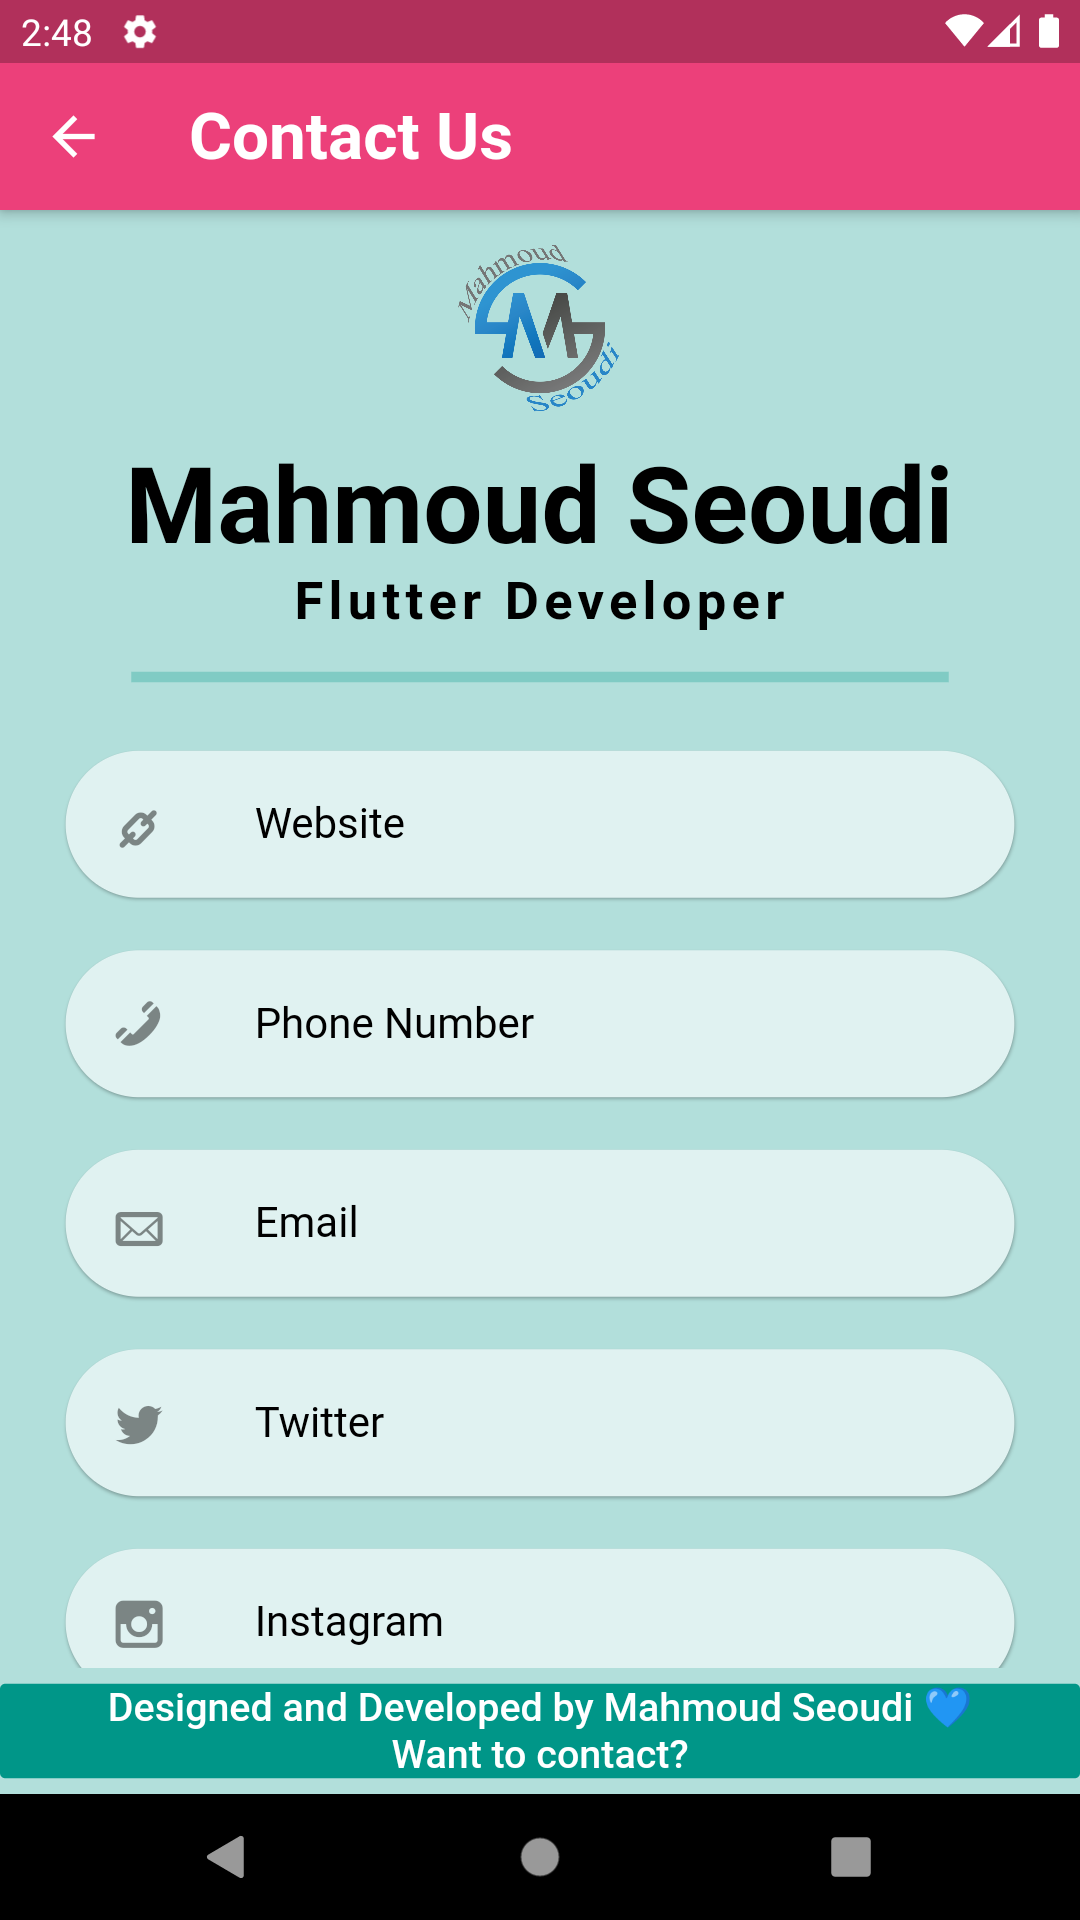 2:48
Contact Us
Mahmoud
Seoudi
Mahmoud Seoudi
Flutter Developer
Website
Phone Number
Email
Twitter
Instagram
Designed and Developed by Mahmoud Seoudi 💙
Want to contact?